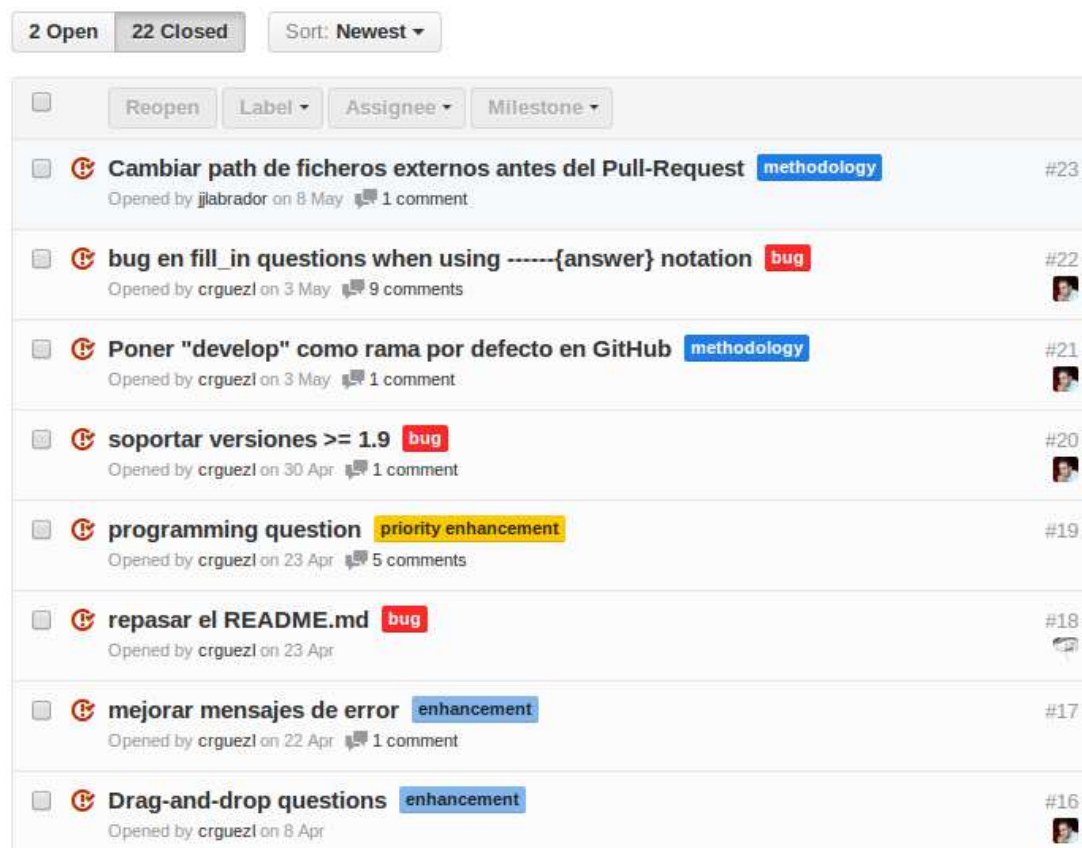 2 Open 22 Closed Sort: Newest
Reopen Label Assignee Milestone
Cambiar path de ficheros externos antes del Pull-Request methodology #23
Opened by jjlabrador on 8 May 1 comment
bug en fill_in questions when using ------{answer} notation bug #22
Opened by crguezl on 3 May 9 comments
Poner "develop" como rama por defecto en GitHub methodology #21
Opened by crguezl on 3 May 1 comment
soportar versiones >= 1.9 bug #20
Opened by crguezl on 30 Apr 1 comment
programming question priority enhancement #19
Opened by crguezl on 23 Apr 5 comments
repasar el README.md bug #18
Opened by crguezl on 23 Apr
mejorar mensajes de error enhancement #17
Opened by crguezl on 22 Apr 1 comment
Drag-and-drop questions enhancement #16
Opened by crguezl on 8 Apr